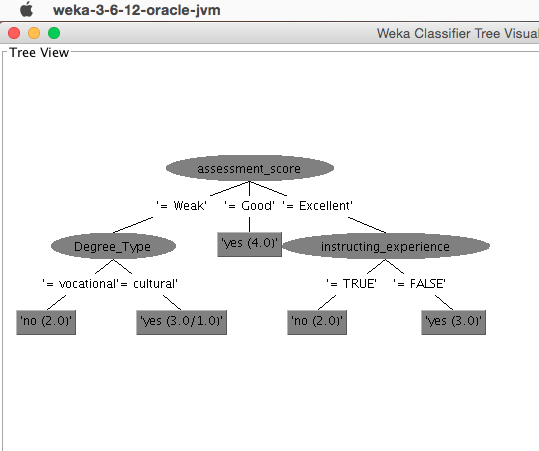 weka-3-6-12-oracle-jvm
Weka Classifier Tree Visual
Tree View
assessment_score
'= Weak' '= Good' '= Excellent'
Degree_Type 'yes (4.0)' instructing_experience
'= vocational' '= cultural' '= TRUE' '= FALSE'
'no (2.0)' 'yes (3.0/1.0)' 'no (2.0)' 'yes (3.0)'